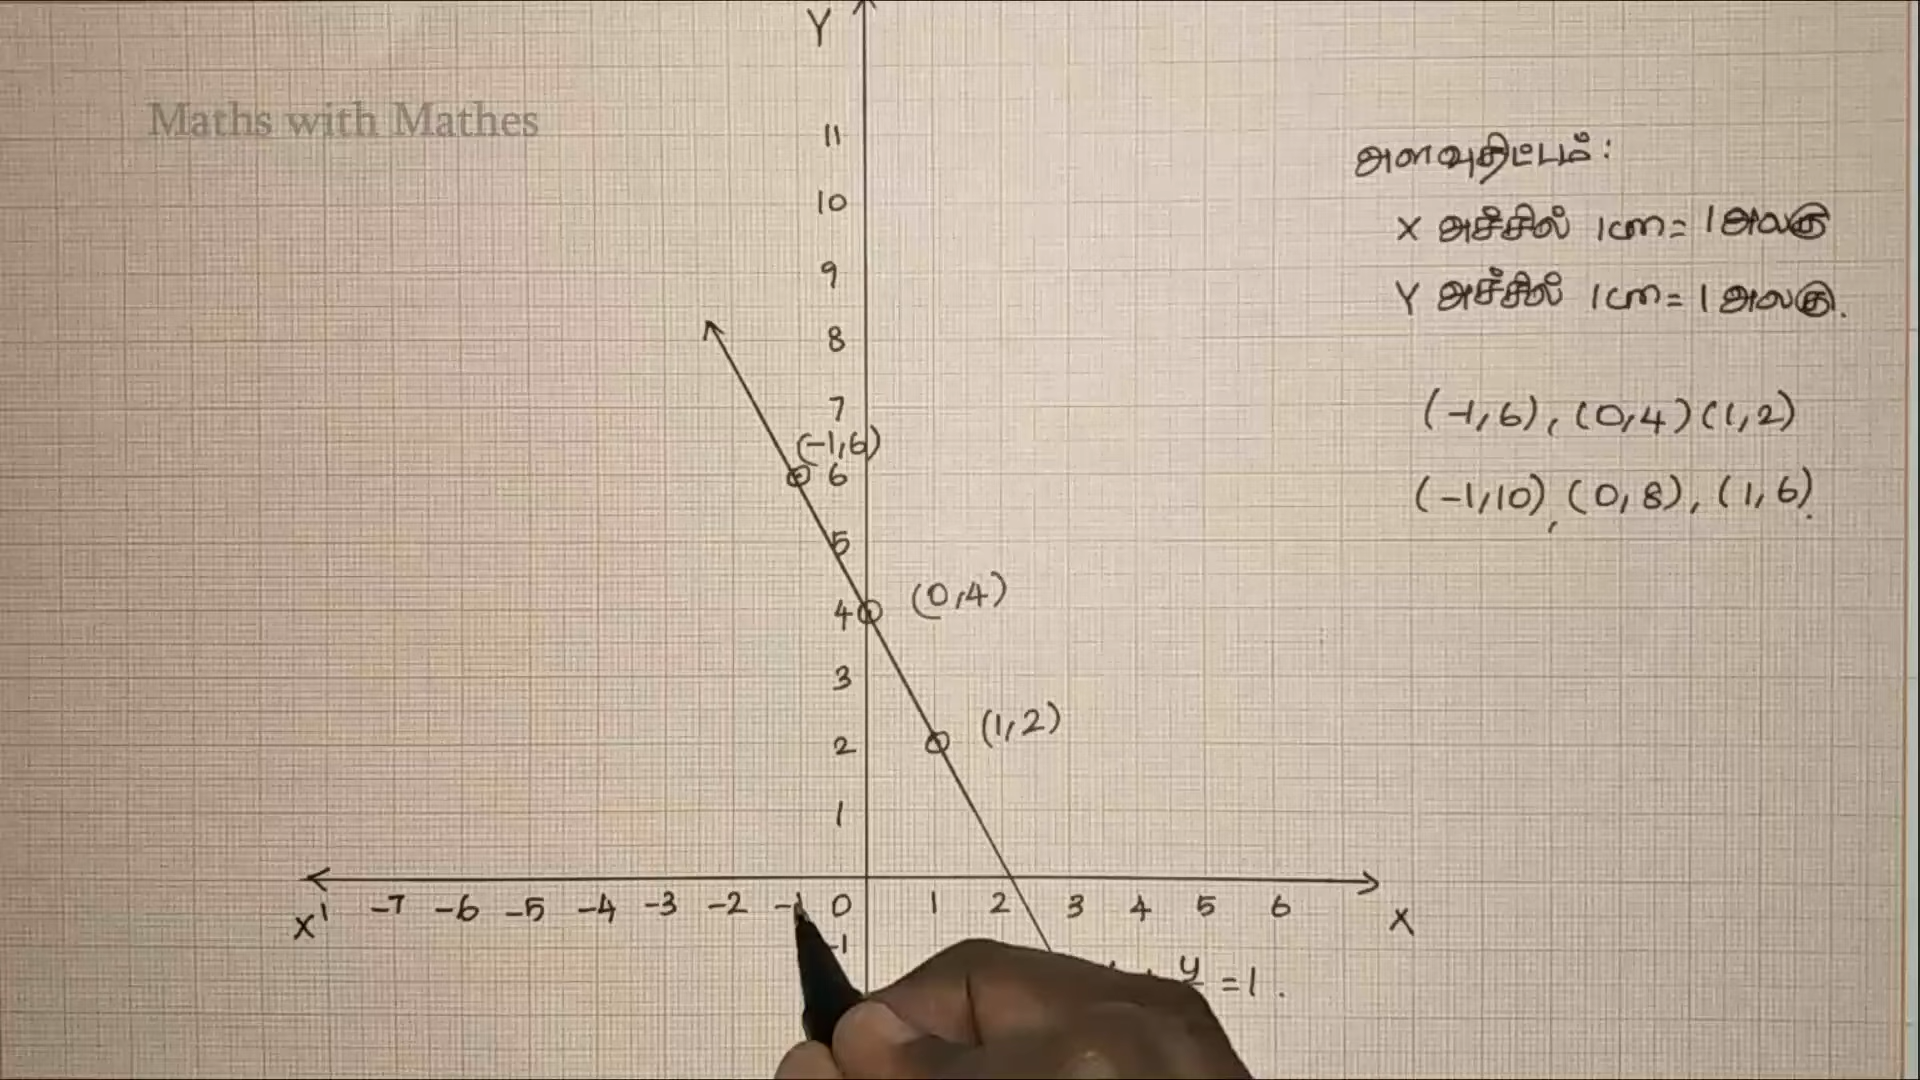 Y
Maths with Mathes
11
10
9
8
7
6
5
4
3
2
1
அளவுதிட்டம் :
X அச்சில் 1cm = 1 அலகு
Y அச்சில் 1cm = 1 அலகு.
(-1,6), (0,4) (1,2)
(-1,10), (0,8), (1,6).
(-1,6)
(0,4)
(1,2)
X' -7 -6 -5 -4 -3 -2 -1 0 1 2 3 4 5 6 X
-1
y = 1 .